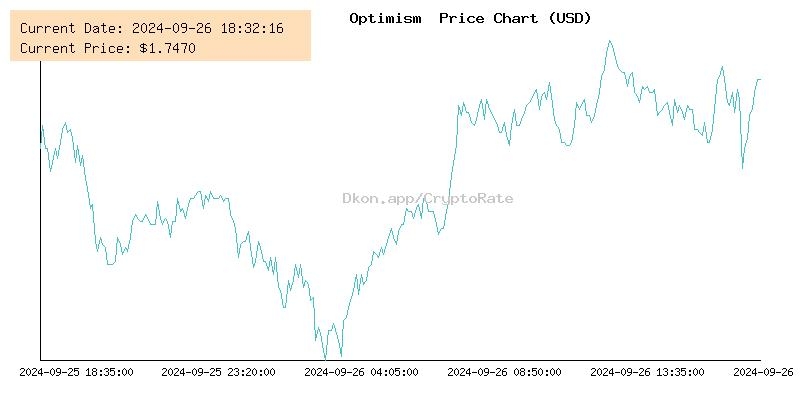 Optimism  Price Chart (USD)
Current Date: 2024-09-26 18:32:16
Current Price: $1.7470
Dkon.app/CryptoRate
2024-09-25 18:35:00 2024-09-25 23:20:00 2024-09-26 04:05:00 2024-09-26 08:50:00 2024-09-26 13:35:00 2024-09-26